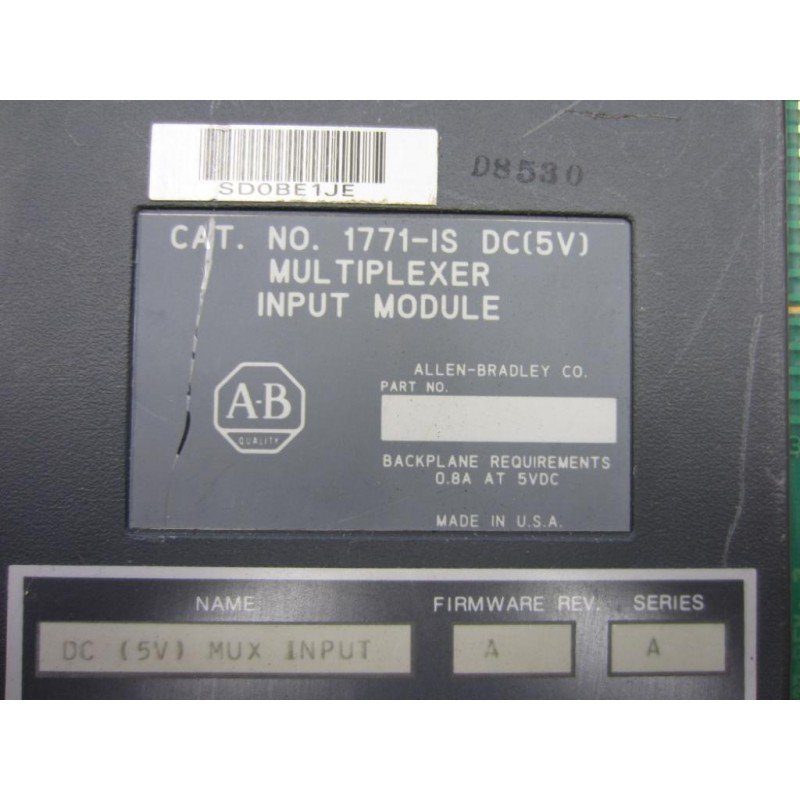 SD0BE1JE
D8530
CAT. NO. 1771-IS DC(5V)
MULTIPLEXER
INPUT MODULE
A-B
QUALITY
ALLEN-BRADLEY CO.
PART NO.
BACKPLANE REQUIREMENTS
0.8A AT 5VDC
MADE IN U.S.A.
NAME FIRMWARE REV. SERIES
DC (5V) MUX INPUT A A